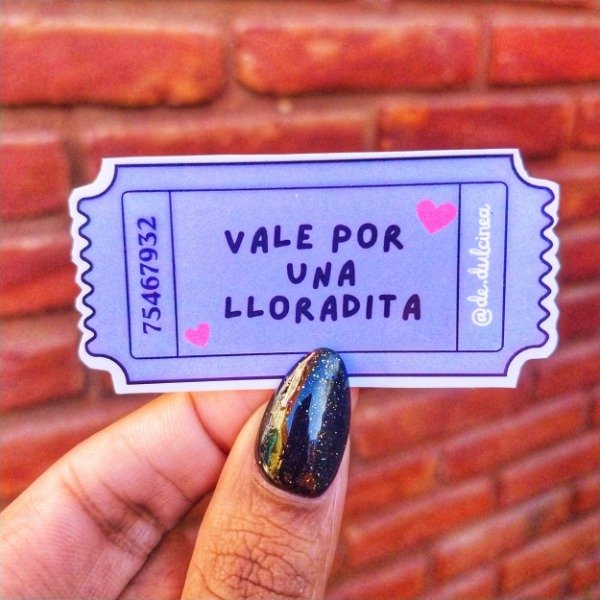 75467932
VALE POR
UNA
LLORADITA
@de.dulcinea